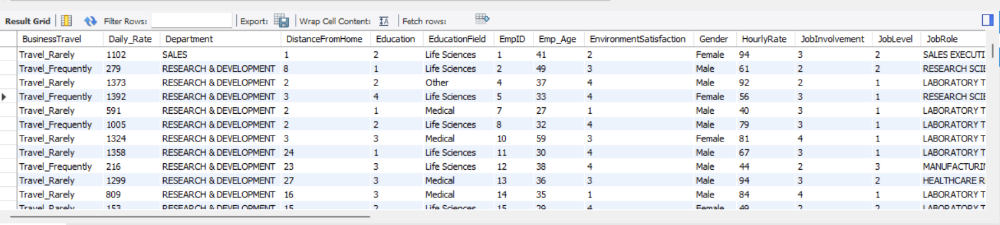 Result Grid Filter Rows: Export: Wrap Cell Content: Fetch rows:
BusinessTravel Daily_Rate Department DistanceFromHome Education EducationField EmpID Emp_Age EnvironmentSatisfaction Gender HourlyRate JobInvolvement JobLevel JobRole
Travel_Rarely 1102 SALES 1 2 Life Sciences 1 41 2 Female 94 3 2 SALES EXECUTI
Travel_Frequently 279 RESEARCH & DEVELOPMENT 8 1 Life Sciences 2 49 3 Male 61 2 2 RESEARCH SCIE
Travel_Rarely 1373 RESEARCH & DEVELOPMENT 2 2 Other 4 37 4 Male 92 2 1 LABORATORY T
Travel_Frequently 1392 RESEARCH & DEVELOPMENT 3 4 Life Sciences 5 33 4 Female 56 3 1 RESEARCH SCIE
Travel_Rarely 591 RESEARCH & DEVELOPMENT 2 1 Medical 7 27 1 Male 40 3 1 LABORATORY T
Travel_Frequently 1005 RESEARCH & DEVELOPMENT 2 2 Life Sciences 8 32 4 Male 79 3 1 LABORATORY T
Travel_Rarely 1324 RESEARCH & DEVELOPMENT 3 3 Medical 10 59 3 Female 81 4 1 LABORATORY T
Travel_Rarely 1358 RESEARCH & DEVELOPMENT 24 1 Life Sciences 11 30 4 Male 67 3 1 LABORATORY T
Travel_Frequently 216 RESEARCH & DEVELOPMENT 23 3 Life Sciences 12 38 4 Male 44 2 3 MANUFACTURIN
Travel_Rarely 1299 RESEARCH & DEVELOPMENT 27 3 Medical 13 36 3 Male 94 3 2 HEALTHCARE R
Travel_Rarely 809 RESEARCH & DEVELOPMENT 16 3 Medical 14 35 1 Male 84 4 1 LABORATORY T
Travel_Rarely 153 RESEARCH & DEVELOPMENT 15 2 Life Sciences 15 29 4 Female 49 2 2 LABORATORY T